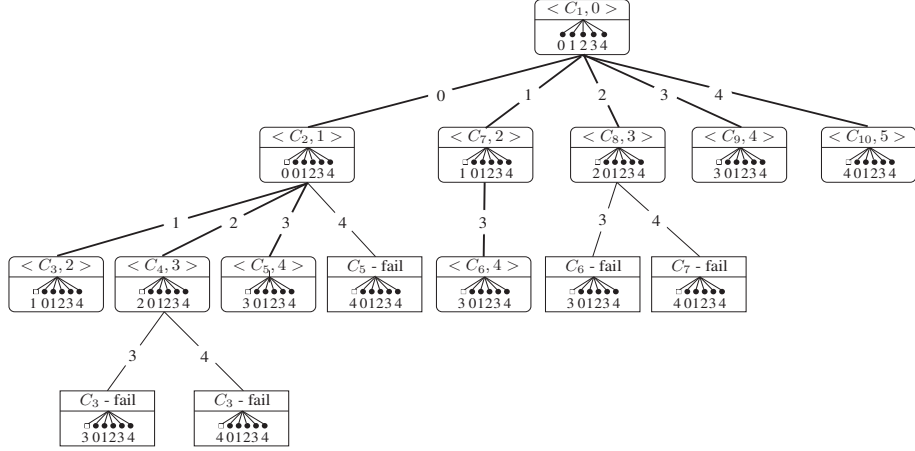 < C₁, 0 >
0 1 2 3 4
0 1 2 3 4
< C₂, 1 > < C₇, 2 > < C₈, 3 > < C₉, 4 > < C₁₀, 5 >
0 0 1 2 3 4 1 0 1 2 3 4 2 0 1 2 3 4 3 0 1 2 3 4 4 0 1 2 3 4
1 2 3 4 3 3 4
< C₃, 2 > < C₄, 3 > < C₅, 4 > C₅ - fail < C₆, 4 > C₆ - fail C₇ - fail
1 0 1 2 3 4 2 0 1 2 3 4 3 0 1 2 3 4 4 0 1 2 3 4 3 0 1 2 3 4 3 0 1 2 3 4 4 0 1 2 3 4
3 4
C₃ - fail C₃ - fail
3 0 1 2 3 4 4 0 1 2 3 4